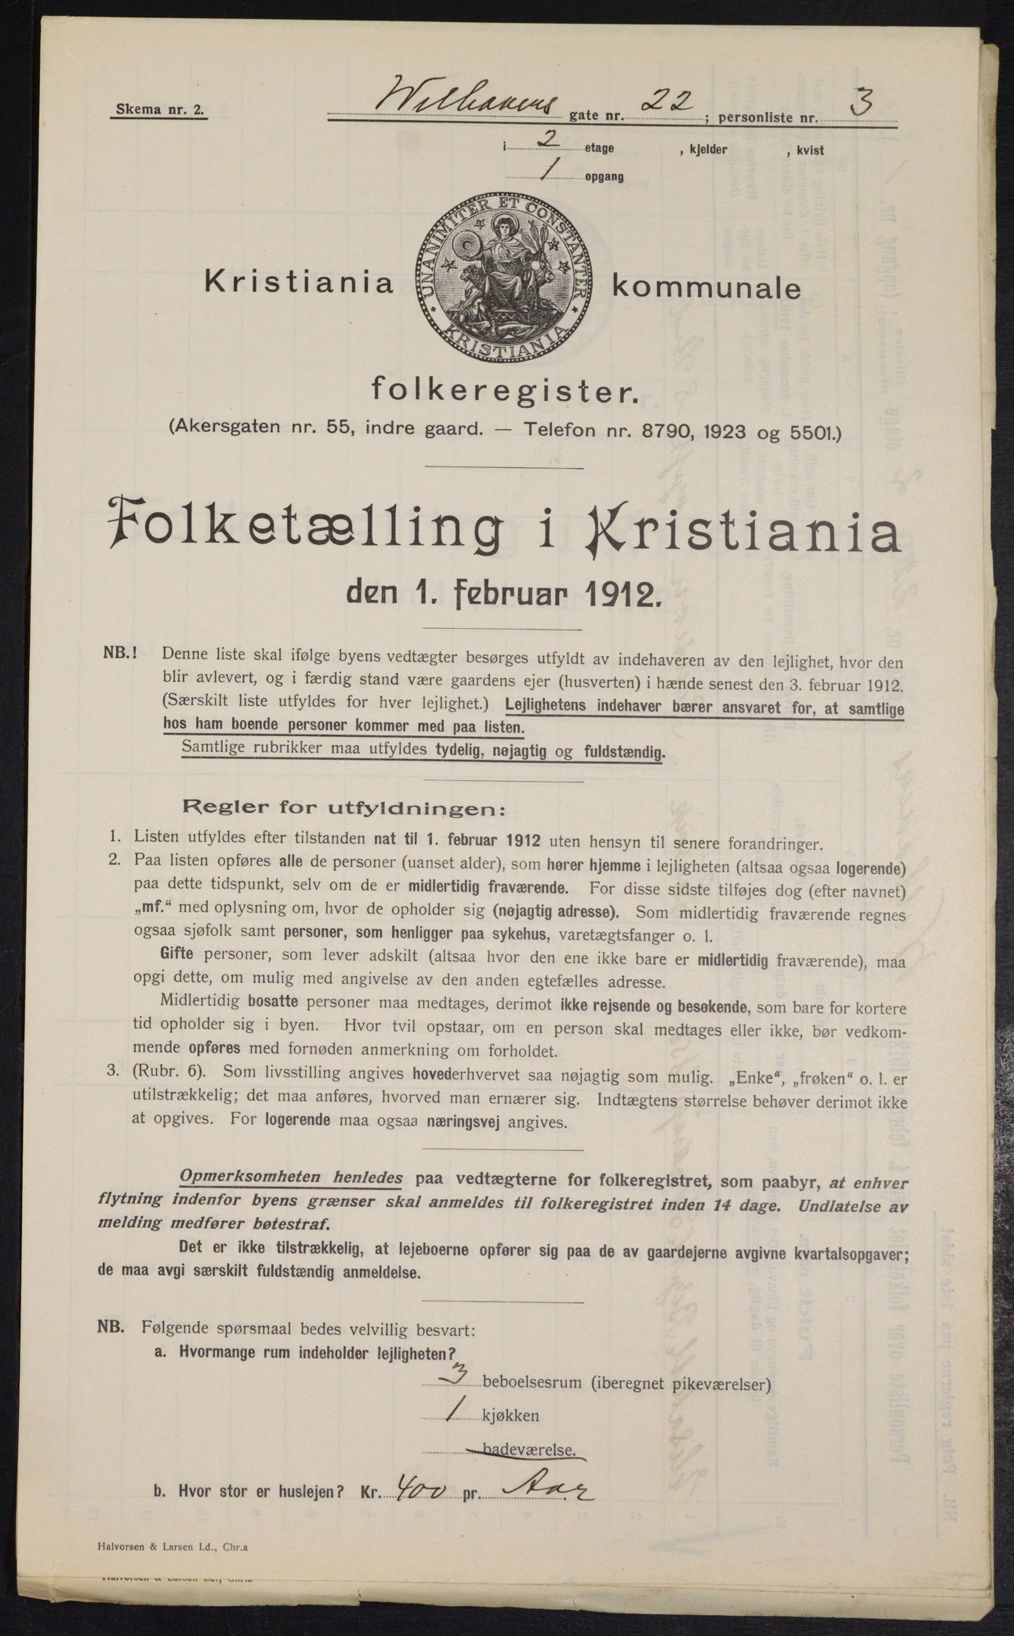 Skema nr. 2.
Welhavens gate nr. 22 ; personliste nr. 3
i 2 etage , kjelder , kvist
1 opgang
UNANIMITER ET CONSTANTER
KRISTIANIA
Kristiania kommunale
folkeregister.
(Akersgaten nr. 55, indre gaard. — Telefon nr. 8790, 1923 og 5501.)
Folketælling i Kristiania
den 1. februar 1912.
NB.! Denne liste skal ifølge byens vedtægter besørges utfyldt av indehaveren av den lejlighet, hvor den
blir avlevert, og i færdig stand være gaardens ejer (husverten) i hænde senest den 3. februar 1912.
(Særskilt liste utfyldes for hver lejlighet.) Lejlighetens indehaver bærer ansvaret for, at samtlige
hos ham boende personer kommer med paa listen.
Samtlige rubrikker maa utfyldes tydelig, nøjagtig og fuldstændig.
Regler for utfyldningen:
1. Listen utfyldes efter tilstanden nat til 1. februar 1912 uten hensyn til senere forandringer.
2. Paa listen opføres alle de personer (uanset alder), som hører hjemme i lejligheten (altsaa ogsaa logerende)
paa dette tidspunkt, selv om de er midlertidig fraværende. For disse sidste tilføjes dog (efter navnet)
„mf.“ med oplysning om, hvor de opholder sig (nøjagtig adresse). Som midlertidig fraværende regnes
ogsaa sjøfolk samt personer, som henligger paa sykehus, varetægtsfanger o. l.
Gifte personer, som lever adskilt (altsaa hvor den ene ikke bare er midlertidig fraværende), maa
opgi dette, om mulig med angivelse av den anden egtefælles adresse.
Midlertidig bosatte personer maa medtages, derimot ikke rejsende og besøkende, som bare for kortere
tid opholder sig i byen. Hvor tvil opstaar, om en person skal medtages eller ikke, bør vedkom-
mende opføres med fornøden anmerkning om forholdet.
3. (Rubr. 6). Som livsstilling angives hovederhvervet saa nøjagtig som mulig. „Enke“, „frøken“ o. l. er
utilstrækkelig; det maa anføres, hvorved man ernærer sig. Indtægtens størrelse behøver derimot ikke
at opgives. For logerende maa ogsaa næringsvej angives.
Opmerksomheten henledes paa vedtægterne for folkeregistret, som paabyr, at enhver
flytning indenfor byens grænser skal anmeldes til folkeregistret inden 14 dage. Undlatelse av
melding medfører bøtestraf.
Det er ikke tilstrækkelig, at lejeboerne opfører sig paa de av gaardejerne avgivne kvartalsopgaver;
de maa avgi særskilt fuldstændig anmeldelse.
NB. Følgende spørsmaal bedes velvillig besvart:
a. Hvormange rum indeholder lejligheten?
3 beboelsesrum (iberegnet pikeværelser)
1 kjøkken
badeværelse.
b. Hvor stor er huslejen? Kr. 400 pr. Aar
Halvorsen & Larsen Ld., Chr.a